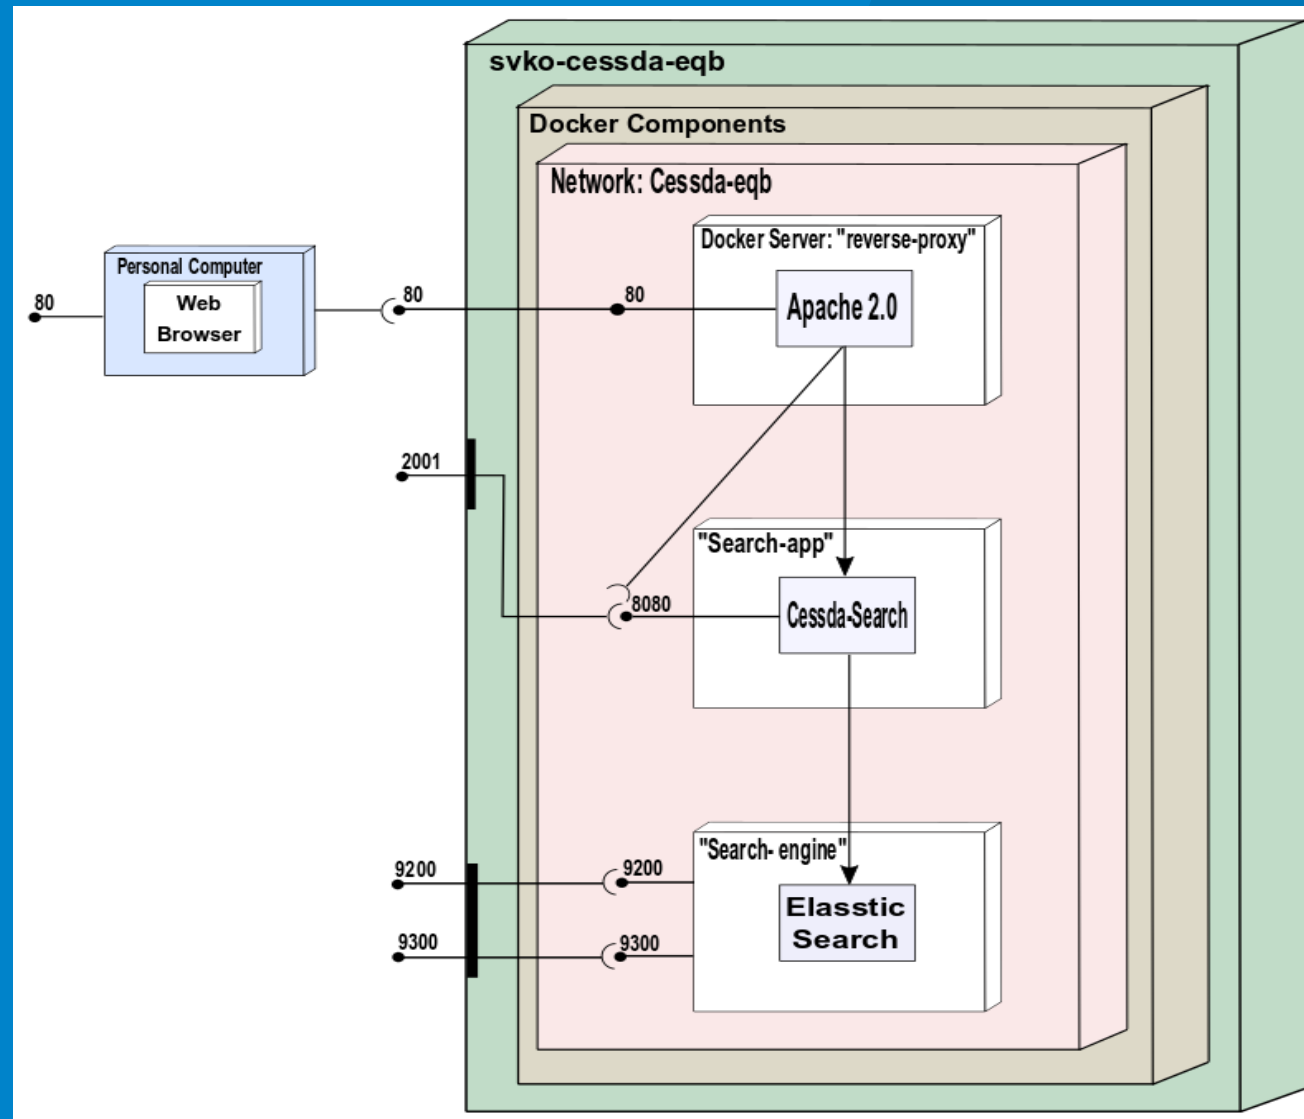 svko-cessda-eqb
Docker Components
Network: Cessda-eqb
Docker Server: "reverse-proxy"
Personal Computer
Web
Browser
80
80
80
Apache 2.0
2001
"Search-app"
8080
Cessda-Search
"Search- engine"
9200
9200
Elasstic
Search
9300
9300